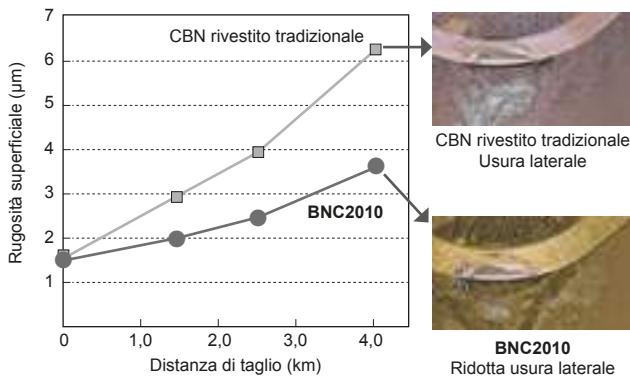 Rugosità superficiale (µm)
7
6
5
4
3
2
1
0
1,0
2,0
3,0
4,0
Distanza di taglio (km)
CBN rivestito tradizionale
BNC2010
CBN rivestito tradizionale
Usura laterale
BNC2010
Ridotta usura laterale